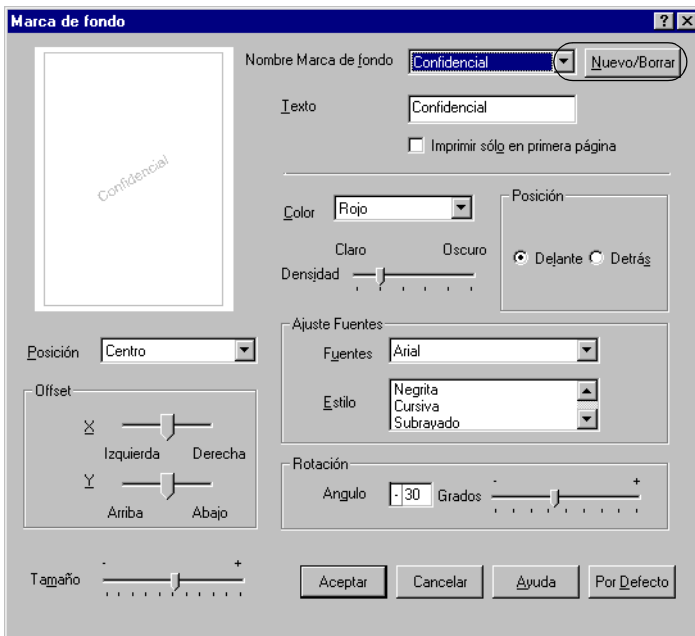 Marca de fondo
Nombre Marca de fondo Confidencial Nuevo/Borrar
Texto Confidencial
Imprimir sólo en primera página
Confidencial
Color Rojo
Posición
Claro Oscuro
Densidad
Delante Detrás
Posición Centro
Ajuste Fuentes
Fuentes Arial
Estilo
Negrita
Cursiva
Subrayado
Offset
X
Izquierda Derecha
Y
Arriba Abajo
Rotación
Angulo -30 Grados - +
Tamaño - +
Aceptar Cancelar Ayuda Por Defecto